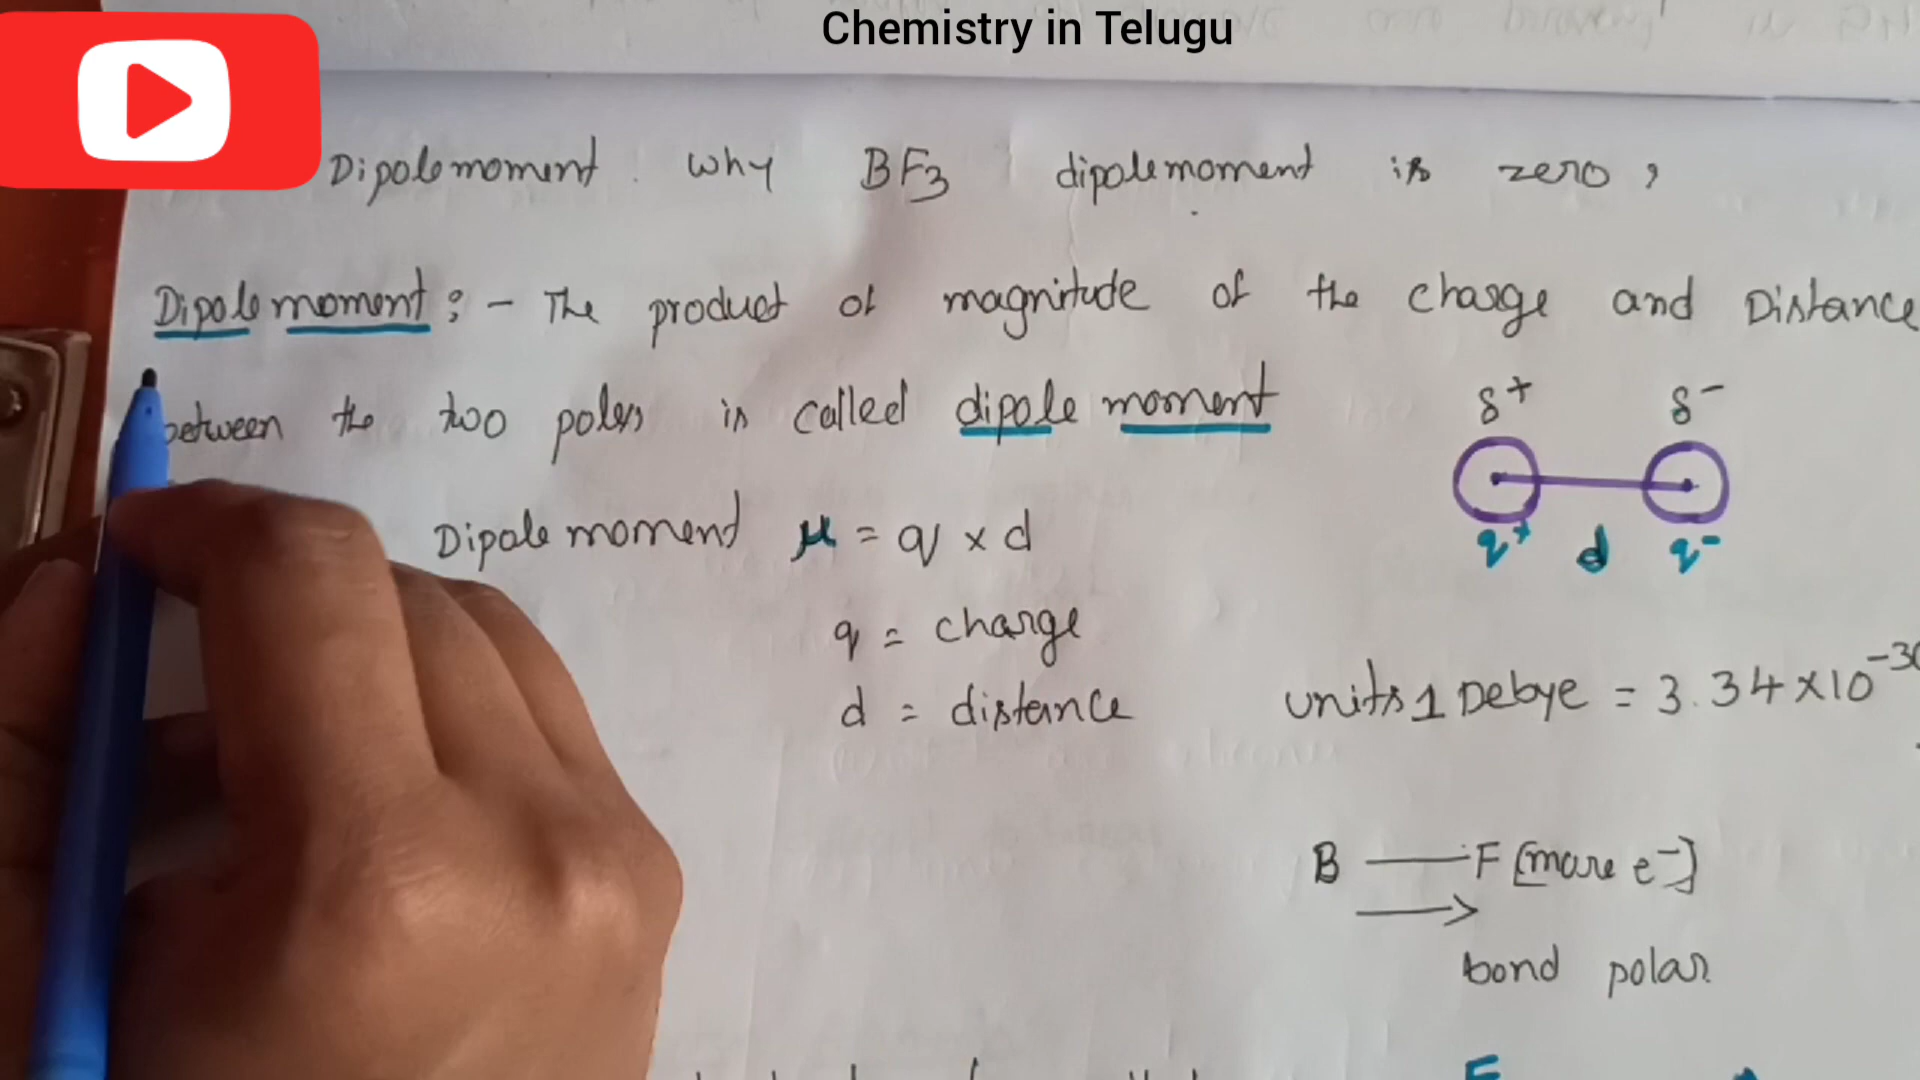 Chemistry in Telugu
Dipolemoment. why BF3 dipolemoment is zero,
Dipole moment : - The product of magnitude of the charge and Distance
between the two poles is called dipole moment
δ+ δ-
Dipolemoment μ = q × d
q+ d q-
q = charge
d = distance
units 1 Debye = 3.34×10-30
B — F [more e-]
bond polar
F